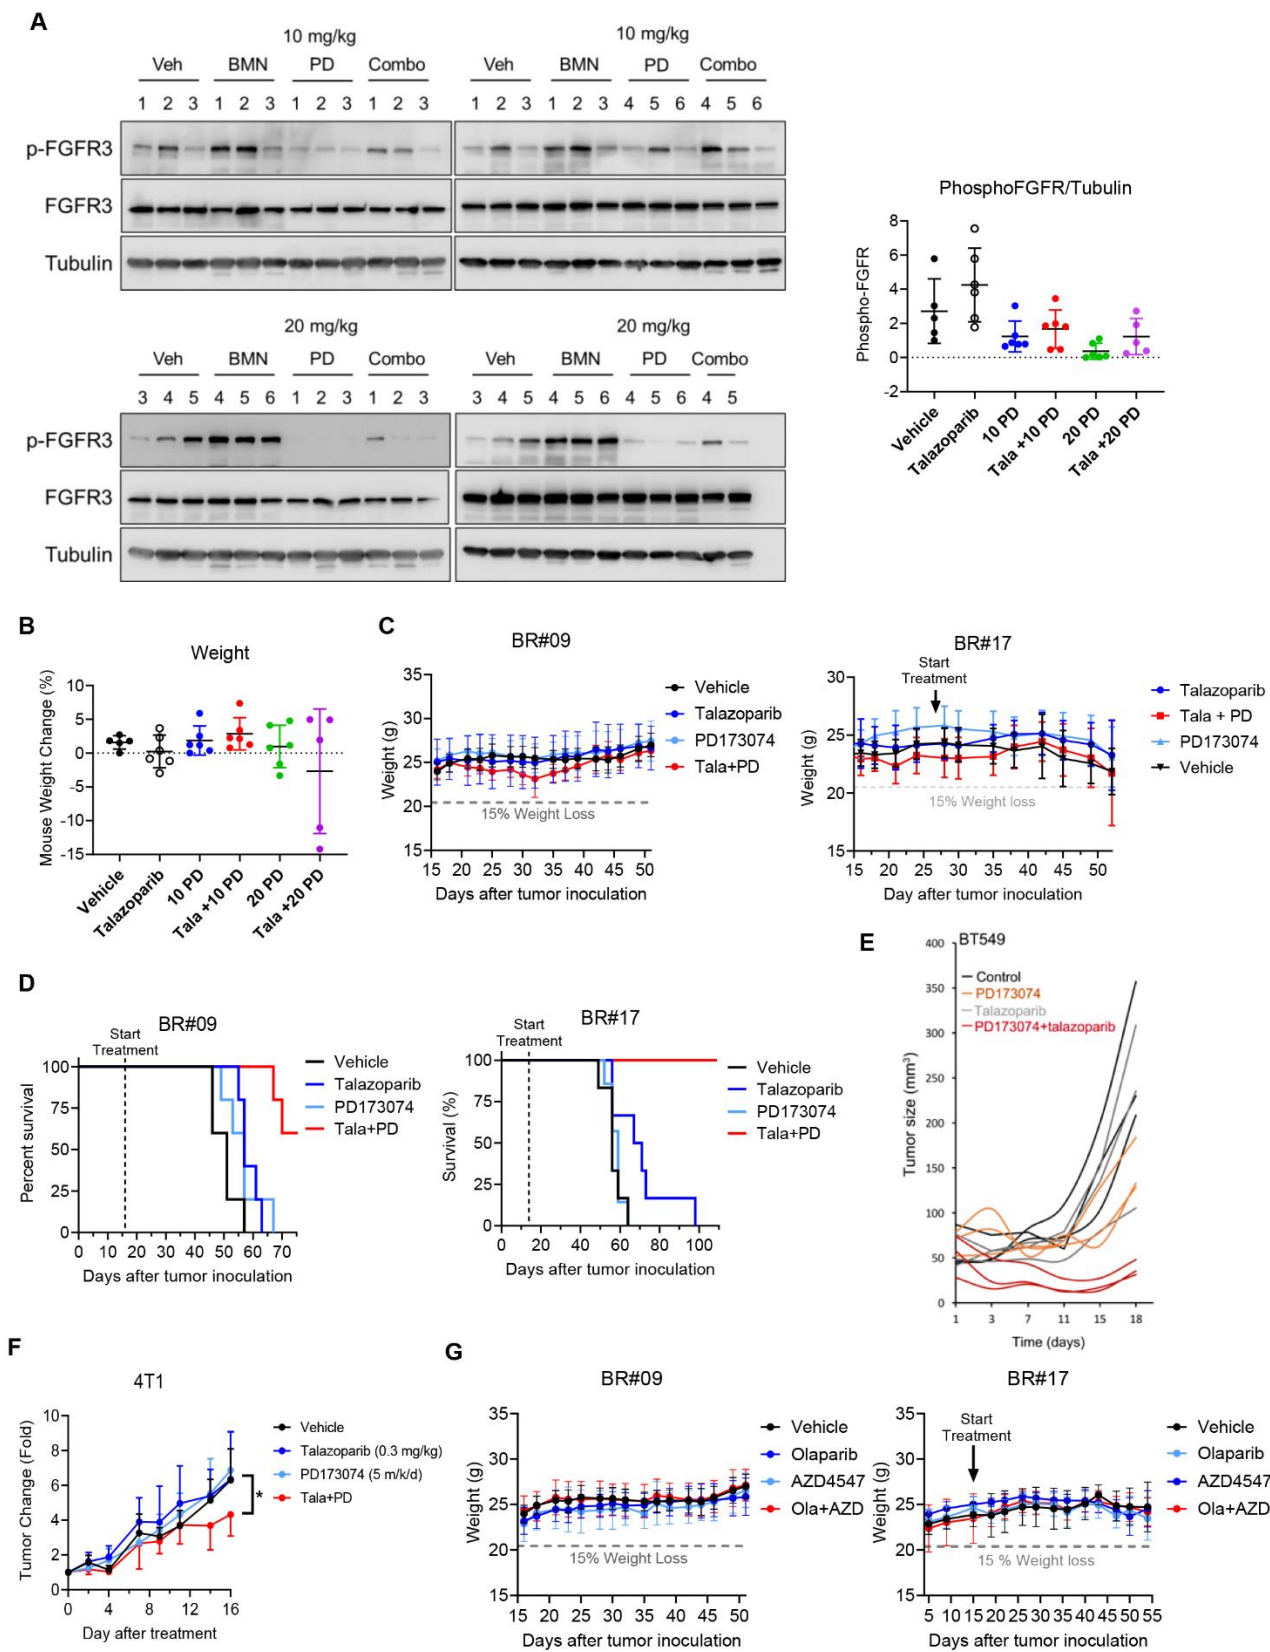 A
10 mg/kg
Veh BMN PD Combo
1 2 3 1 2 3 1 2 3 1 2 3
10 mg/kg
Veh BMN PD Combo
1 2 3 1 2 3 4 5 6 4 5 6
p-FGFR3
FGFR3
Tubulin
20 mg/kg
Veh BMN PD Combo
3 4 5 4 5 6 1 2 3 1 2 3
20 mg/kg
Veh BMN PD Combo
3 4 5 4 5 6 4 5 6 4 5
p-FGFR3
FGFR3
Tubulin
PhosphoFGFR/Tubulin
Phospho-FGFR
8
6
4
2
0
-2
Vehicle
Talazoparib
10 PD
Tala +10 PD
20 PD
Tala +20 PD
B
Weight
Mouse Weight Change (%)
10
5
0
-5
-10
-15
Vehicle
Talazoparib
10 PD
Tala +10 PD
20 PD
Tala +20 PD
C
BR#09
Weight (g)
35
30
25
20
15
15% Weight Loss
15 20 25 30 35 40 45 50
Days after tumor inoculation
Vehicle
Talazoparib
PD173074
Tala+PD
BR#17
Start
Treatment
Weight (g)
30
25
20
15
15% Weight loss
15 20 25 30 35 40 45 50
Days after tumor inoculation
Talazoparib
Tala + PD
PD173074
Vehicle
D
BR#09
Start
Treatment
Percent survival
100
75
50
25
0
0 10 20 30 40 50 60 70
Days after tumor inoculation
Vehicle
Talazoparib
PD173074
Tala+PD
BR#17
Start
Treatment
Survival (%)
100
75
50
25
0
0 20 40 60 80 100
Days after tumor inoculation
Vehicle
Talazoparib
PD173074
Tala+PD
E
BT549
Control
PD173074
Talazoparib
PD173074+talazoparib
Tumor size (mm³)
400
350
300
250
200
150
100
50
0
1 3 7 11 15 18
Time (days)
F
4T1
Tumor Change (Fold)
10
8
6
4
2
0
0 4 8 12 16
Day after treatment
Vehicle
Talazoparib (0.3 mg/kg)
PD173074 (5 m/k/d)
Tala+PD
*
G
BR#09
Weight (g)
35
30
25
20
15
15% Weight Loss
15 20 25 30 35 40 45 50
Days after tumor inoculation
Vehicle
Olaparib
AZD4547
Ola+AZD
BR#17
Start
Treatment
Weight (g)
35
30
25
20
15
15 % Weight loss
5 10 15 20 25 30 35 40 45 50 55
Days after tumor inoculation
Vehicle
Olaparib
AZD4547
Ola+AZD